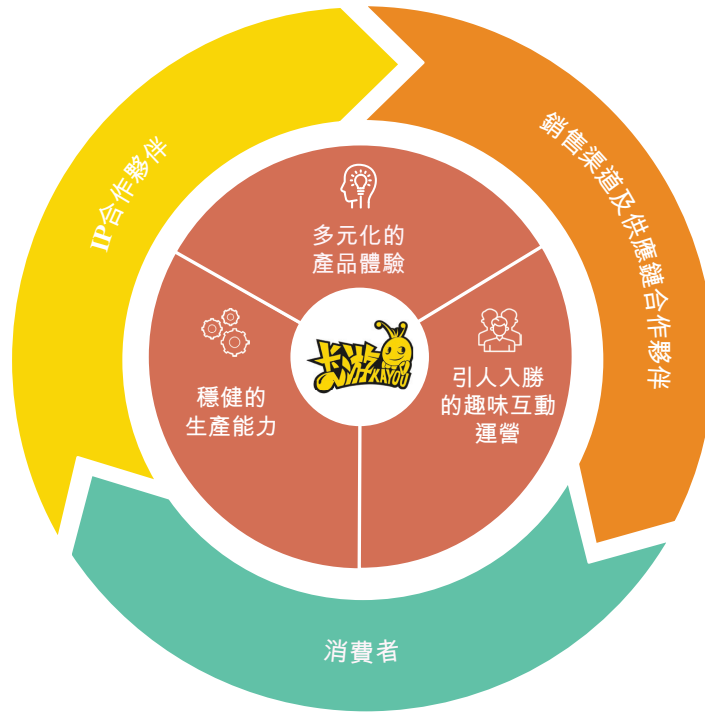 IP合作夥伴
銷售渠道及供應鏈合作夥伴
多元化的
產品體驗
穩健的
生產能力
卡游
KAYOU
引人入勝
的趣味互動
運營
消費者